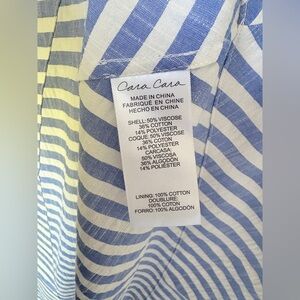 Cara Cara
MADE IN CHINA
FABRIQUÉ EN CHINE
HECHO EN CHINA
SHELL: 50% VISCOSE
36% COTTON
14% POLYESTER
COQUE: 50% VISCOSE
36% COTON
14% POLYESTER
CARCASA:
50% VISCOSA
36% ALGODÓN
14% POLIÉSTER
LINING: 100% COTTON
DOUBLURE:
100% COTON
FORRO: 100% ALGODÓN